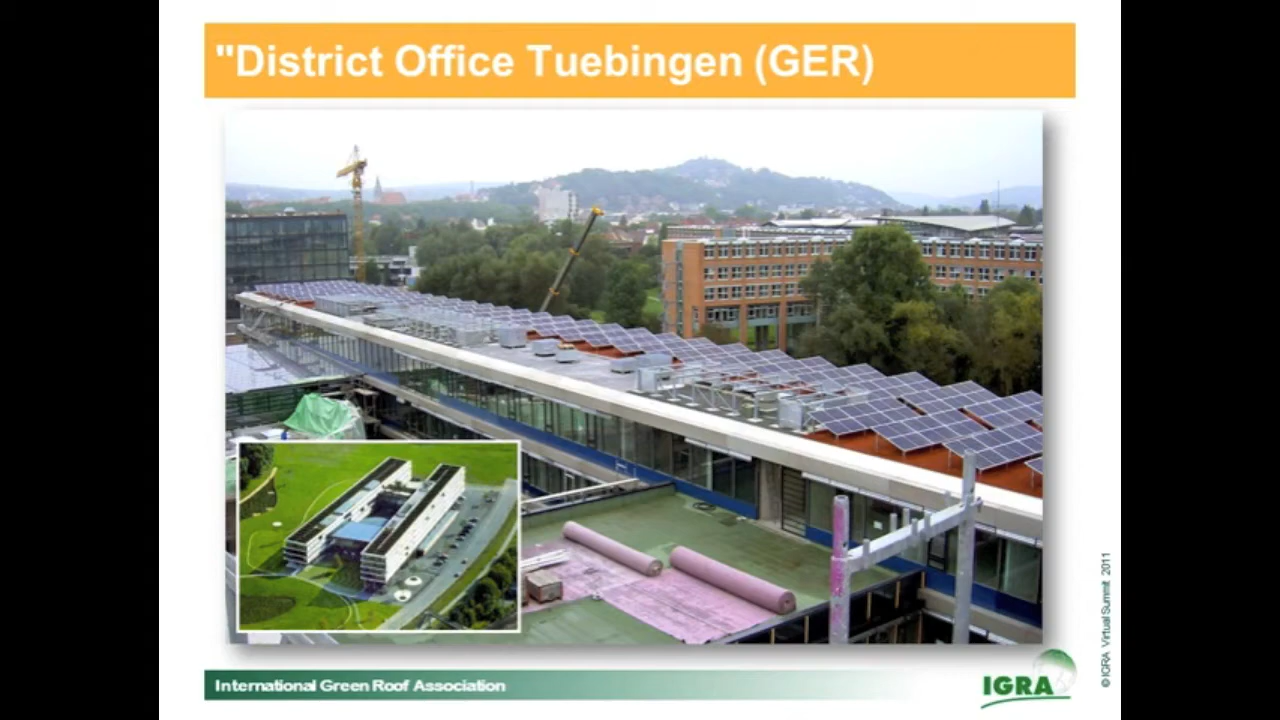 "District Office Tuebingen (GER)
© IGRA Virtual Summit 2011
International Green Roof Association
IGRA